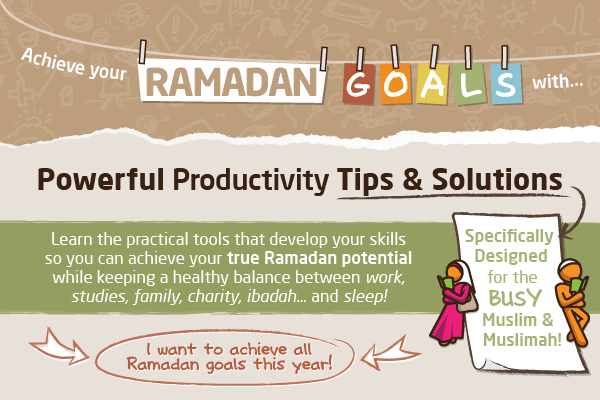 Achieve your RAMADAN GOALS with...
Powerful Productivity Tips & Solutions
Learn the practical tools that develop your skills
so you can achieve your true Ramadan potential
while keeping a healthy balance between work,
studies, family, charity, ibadah... and sleep!
Specifically
Designed
for the
BUSY
Muslim &
Muslimah!
I want to achieve all
Ramadan goals this year!